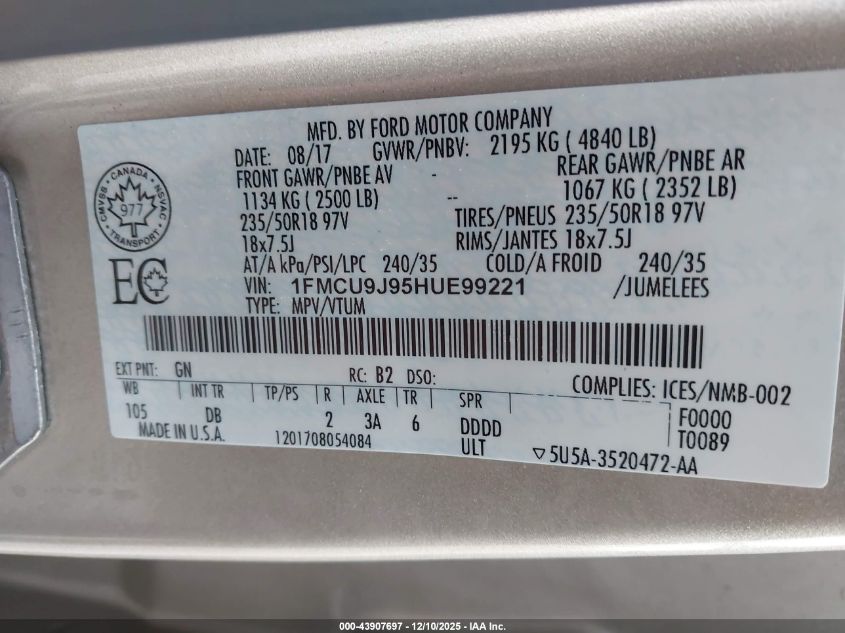 MFD. BY FORD MOTOR COMPANY
DATE: 08/17 GVWR/PNBV: 2195 KG ( 4840 LB)
FRONT GAWR/PNBE AV - REAR GAWR/PNBE AR
1134 KG ( 2500 LB) -- 1067 KG ( 2352 LB)
235/50R18 97V TIRES/PNEUS 235/50R18 97V
18x7.5J RIMS/JANTES 18x7.5J
AT/A kPa/PSI/LPC 240/35 COLD/A FROID 240/35
VIN: 1FMCU9J95HUE99221 /JUMELEES
TYPE: MPV/VTUM
CMVSS · CANADA · NSVAC
977
· TRANSPORT ·
EC
EXT PNT: GN RC: B2 DSO: COMPLIES: ICES/NMB-002
WB INT TR TP/PS R AXLE TR SPR
105 DB 2 3A 6 DDDD F0000
MADE IN U.S.A. 1201708054084 ULT T0089
▽5U5A-3520472-AA
000-43907697 - 12/10/2025 - IAA Inc.